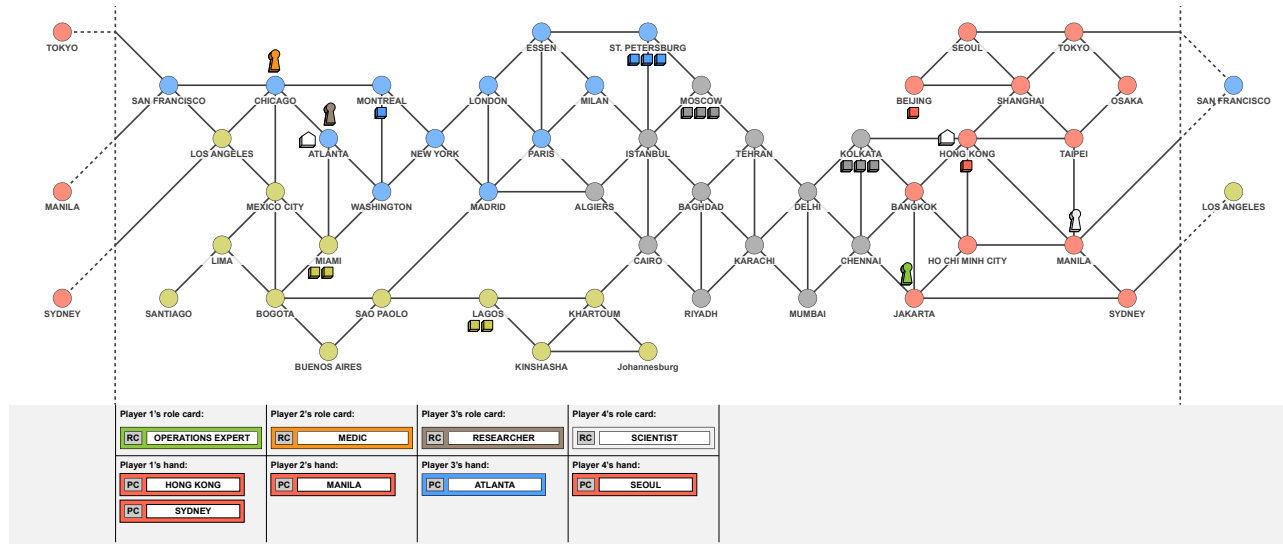 TOKYO
ESSEN
ST. PETERSBURG
SEOUL
TOKYO
SAN FRANCISCO
CHICAGO
MONTREAL
LONDON
MILAN
MOSCOW
BEIJING
SHANGHAI
OSAKA
SAN FRANCISCO
LOS ANGELES
ATLANTA
NEW YORK
PARIS
ISTANBUL
TEHRAN
KOLKATA
HONG KONG
TAIPEI
MANILA
MEXICO CITY
WASHINGTON
MADRID
ALGIERS
BAGHDAD
DELHI
BANGKOK
LOS ANGELES
LIMA
MIAMI
CAIRO
KARACHI
CHENNAI
HO CHI MINH CITY
MANILA
SYDNEY
SANTIAGO
BOGOTA
SAO PAOLO
LAGOS
KHARTOUM
RIYADH
MUMBAI
JAKARTA
SYDNEY
BUENOS AIRES
KINSHASHA
Johannesburg
Player 1's role card:
RC OPERATIONS EXPERT
Player 2's role card:
RC MEDIC
Player 3's role card:
RC RESEARCHER
Player 4's role card:
RC SCIENTIST
Player 1's hand:
PC HONG KONG
PC SYDNEY
Player 2's hand:
PC MANILA
Player 3's hand:
PC ATLANTA
Player 4's hand:
PC SEOUL